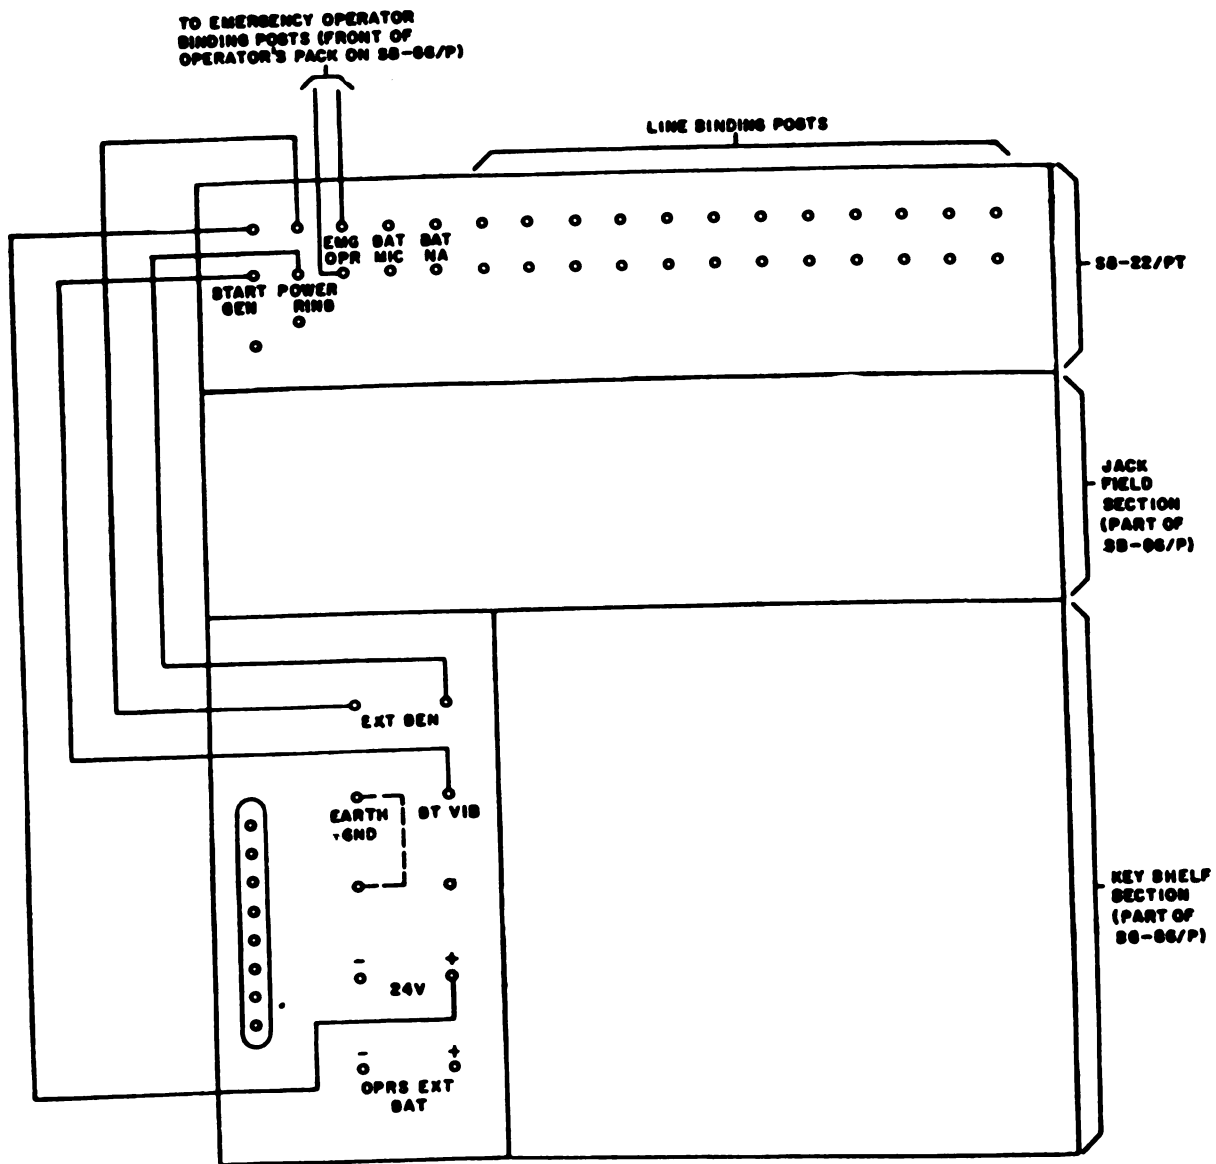 TO EMERGENCY OPERATOR
BINDING POSTS (FRONT OF
OPERATOR'S PACK ON SB-86/P)
LINE BINDING POSTS
EMG
OPR
BAT
MIC
BAT
NA
START
GEN
POWER
RING
SB-22/PT
JACK
FIELD
SECTION
(PART OF
SB-86/P)
EXT GEN
EARTH
GND
ST VIB
KEY SHELF
SECTION
(PART OF
SB-86/P)
- +
24V
- +
OPRS EXT
BAT